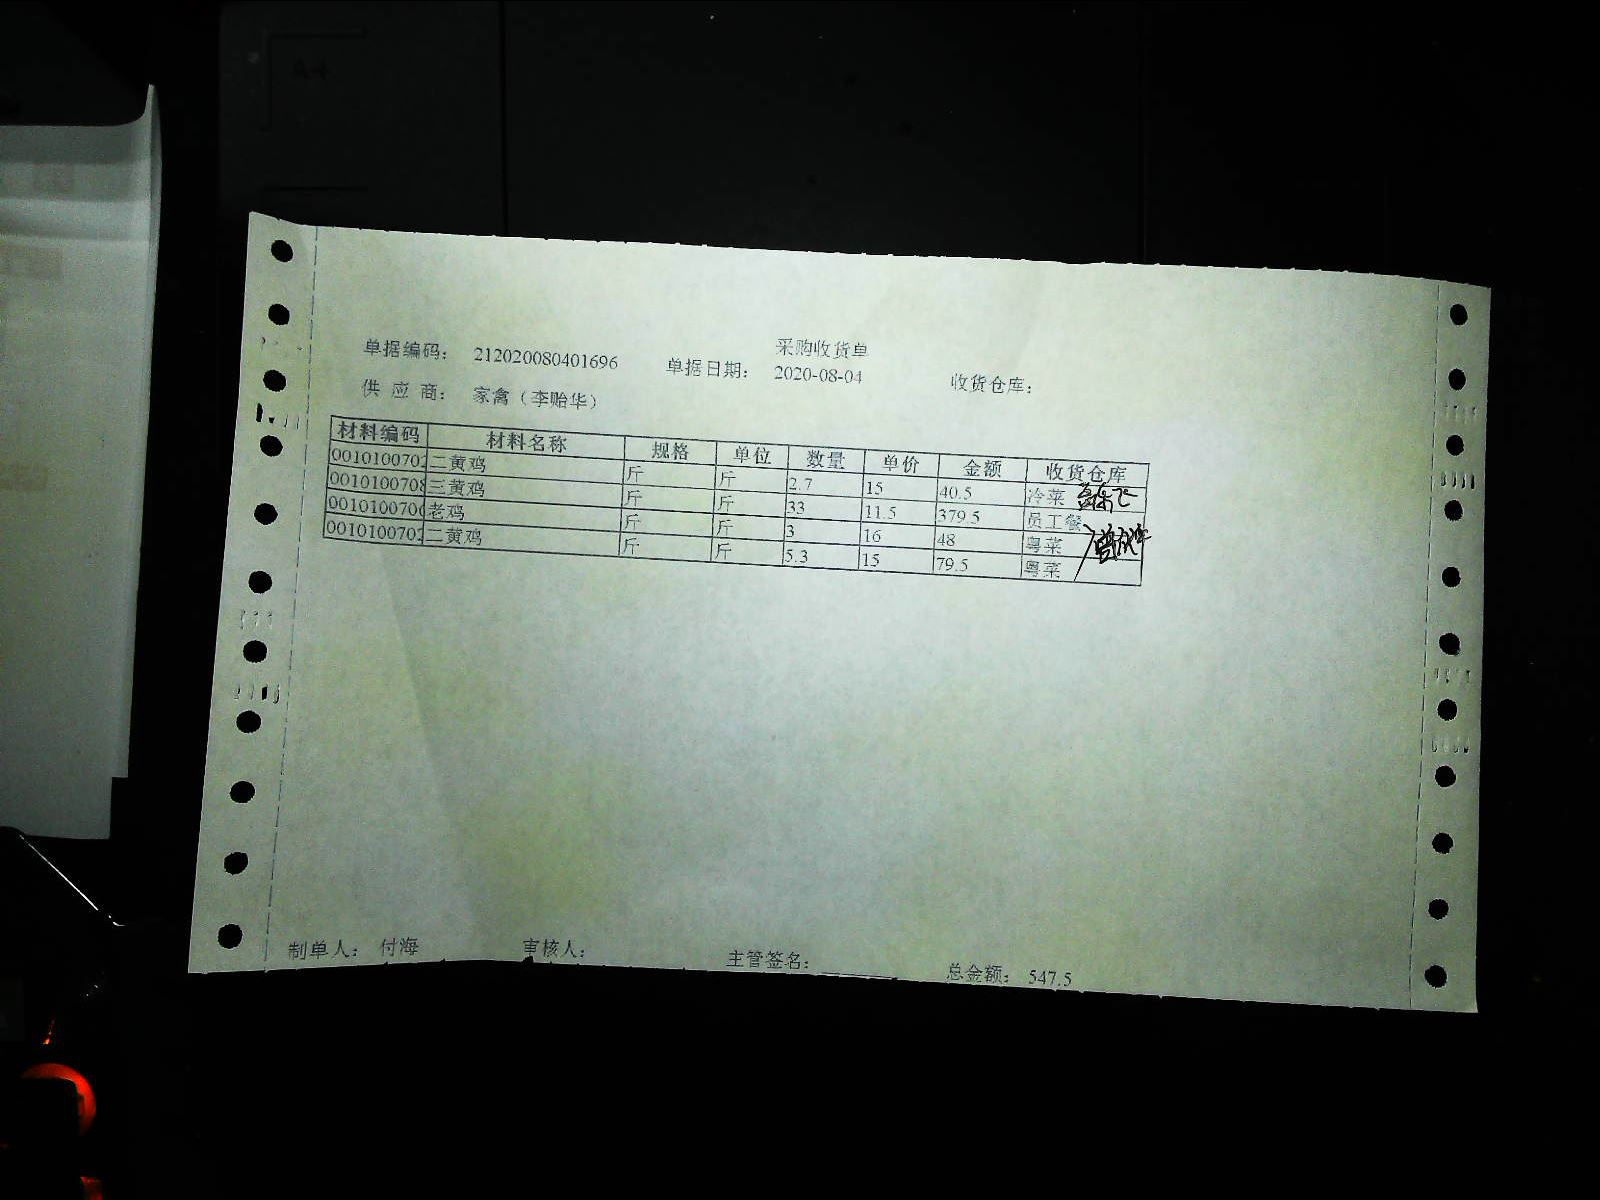 采购收货单
单据编码： 212020080401696 单据日期： 2020-08-04 收货仓库：
供 应 商： 家禽（李贻华）
材料编码 材料名称 规格 单位 数量 单价 金额 收货仓库
0010100702 二黄鸡 斤 斤 2.7 15 40.5 冷菜
0010100708 三黄鸡 斤 斤 33 11.5 379.5 员工餐
0010100700 老鸡 斤 斤 3 16 48 粤菜
0010100702 二黄鸡 斤 斤 5.3 15 79.5 粤菜
制单人： 付海 审核人： 主管签名： 总金额： 547.5